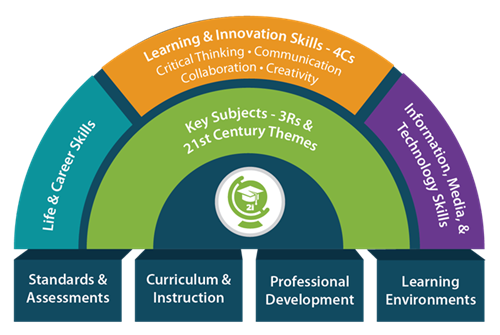 Learning & Innovation Skills - 4Cs
Critical Thinking • Communication
Collaboration • Creativity
Life & Career Skills
Key Subjects - 3Rs &
21st Century Themes
Information, Media, &
Technology Skills
21
Standards &
Assessments
Curriculum &
Instruction
Professional
Development
Learning
Environments